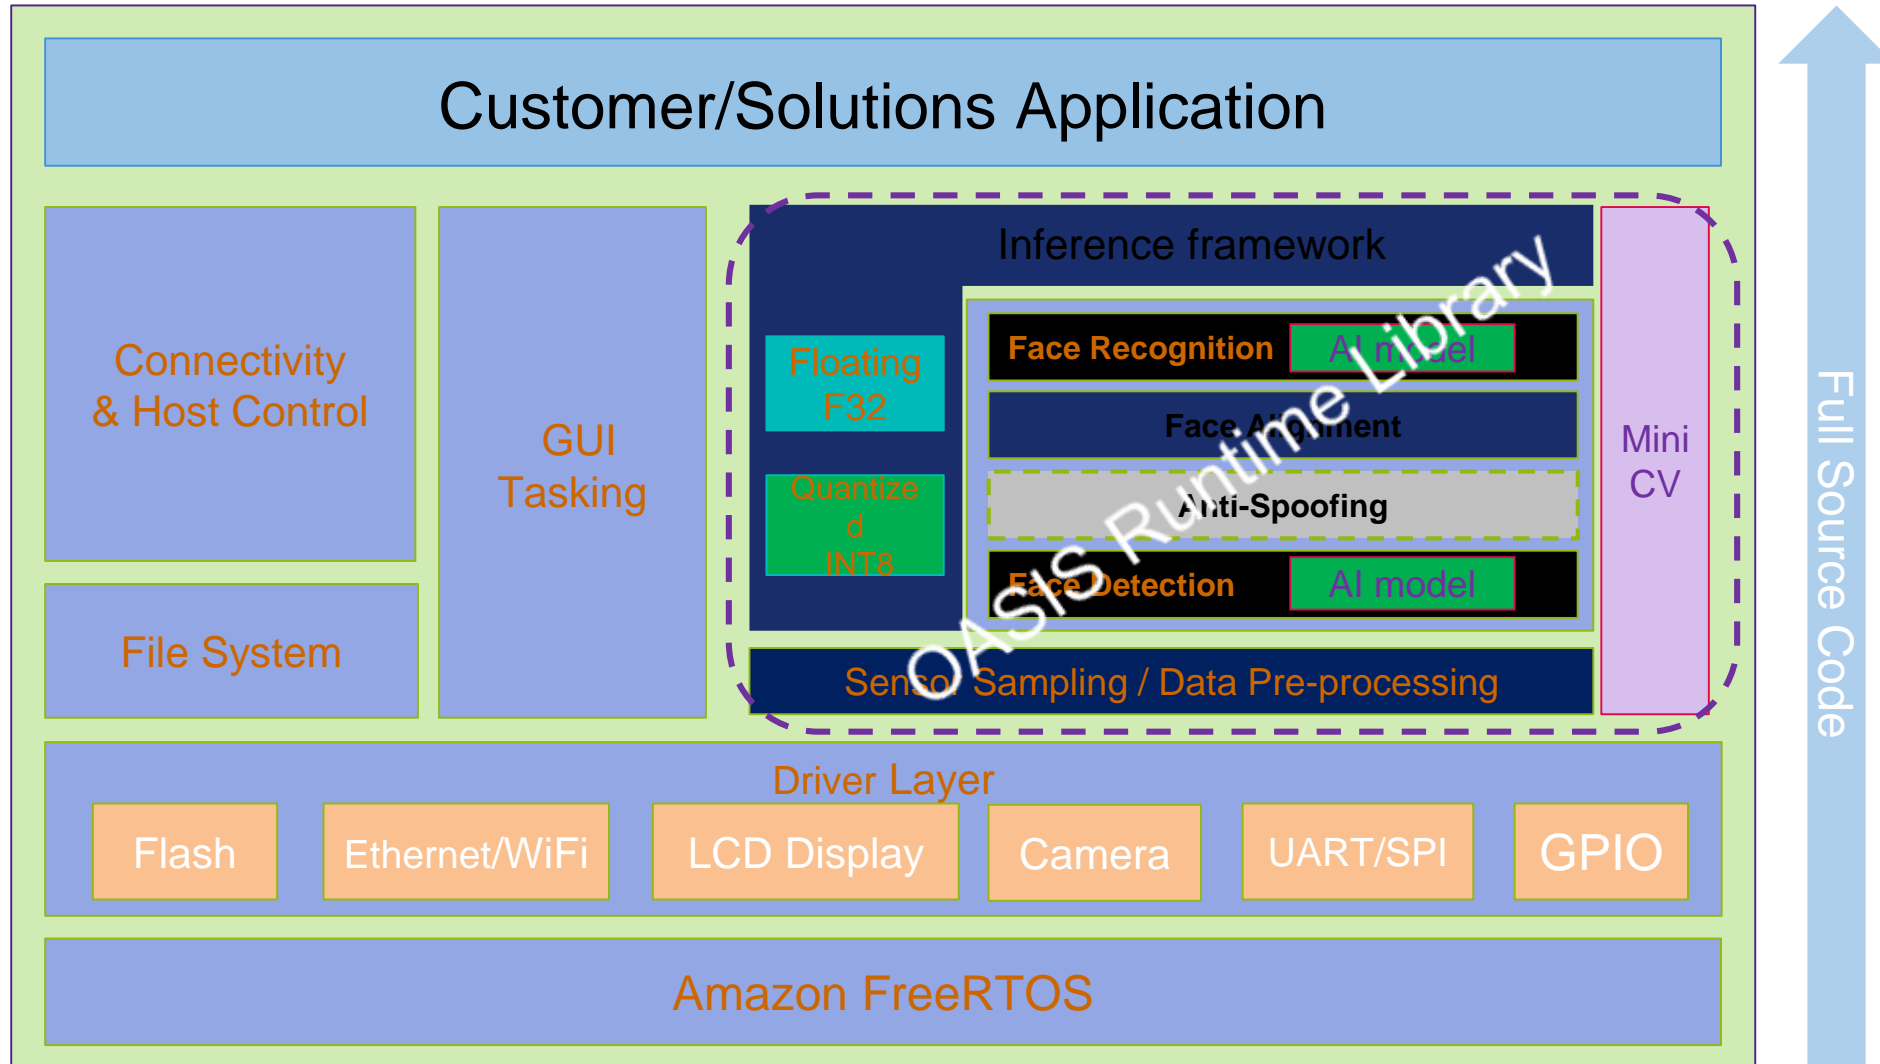 Customer/Solutions Application
Connectivity
& Host Control
File System
GUI
Tasking
Inference framework
Floating
F32
Quantize
d
INT8
Face Recognition
AI model
Face Alignment
Anti-Spoofing
Face Detection
AI model
Sensor Sampling / Data Pre-processing
OASIS Runtime Library
Mini
CV
Driver Layer
Flash
Ethernet/WiFi
LCD Display
Camera
UART/SPI
GPIO
Amazon FreeRTOS
Full Source Code